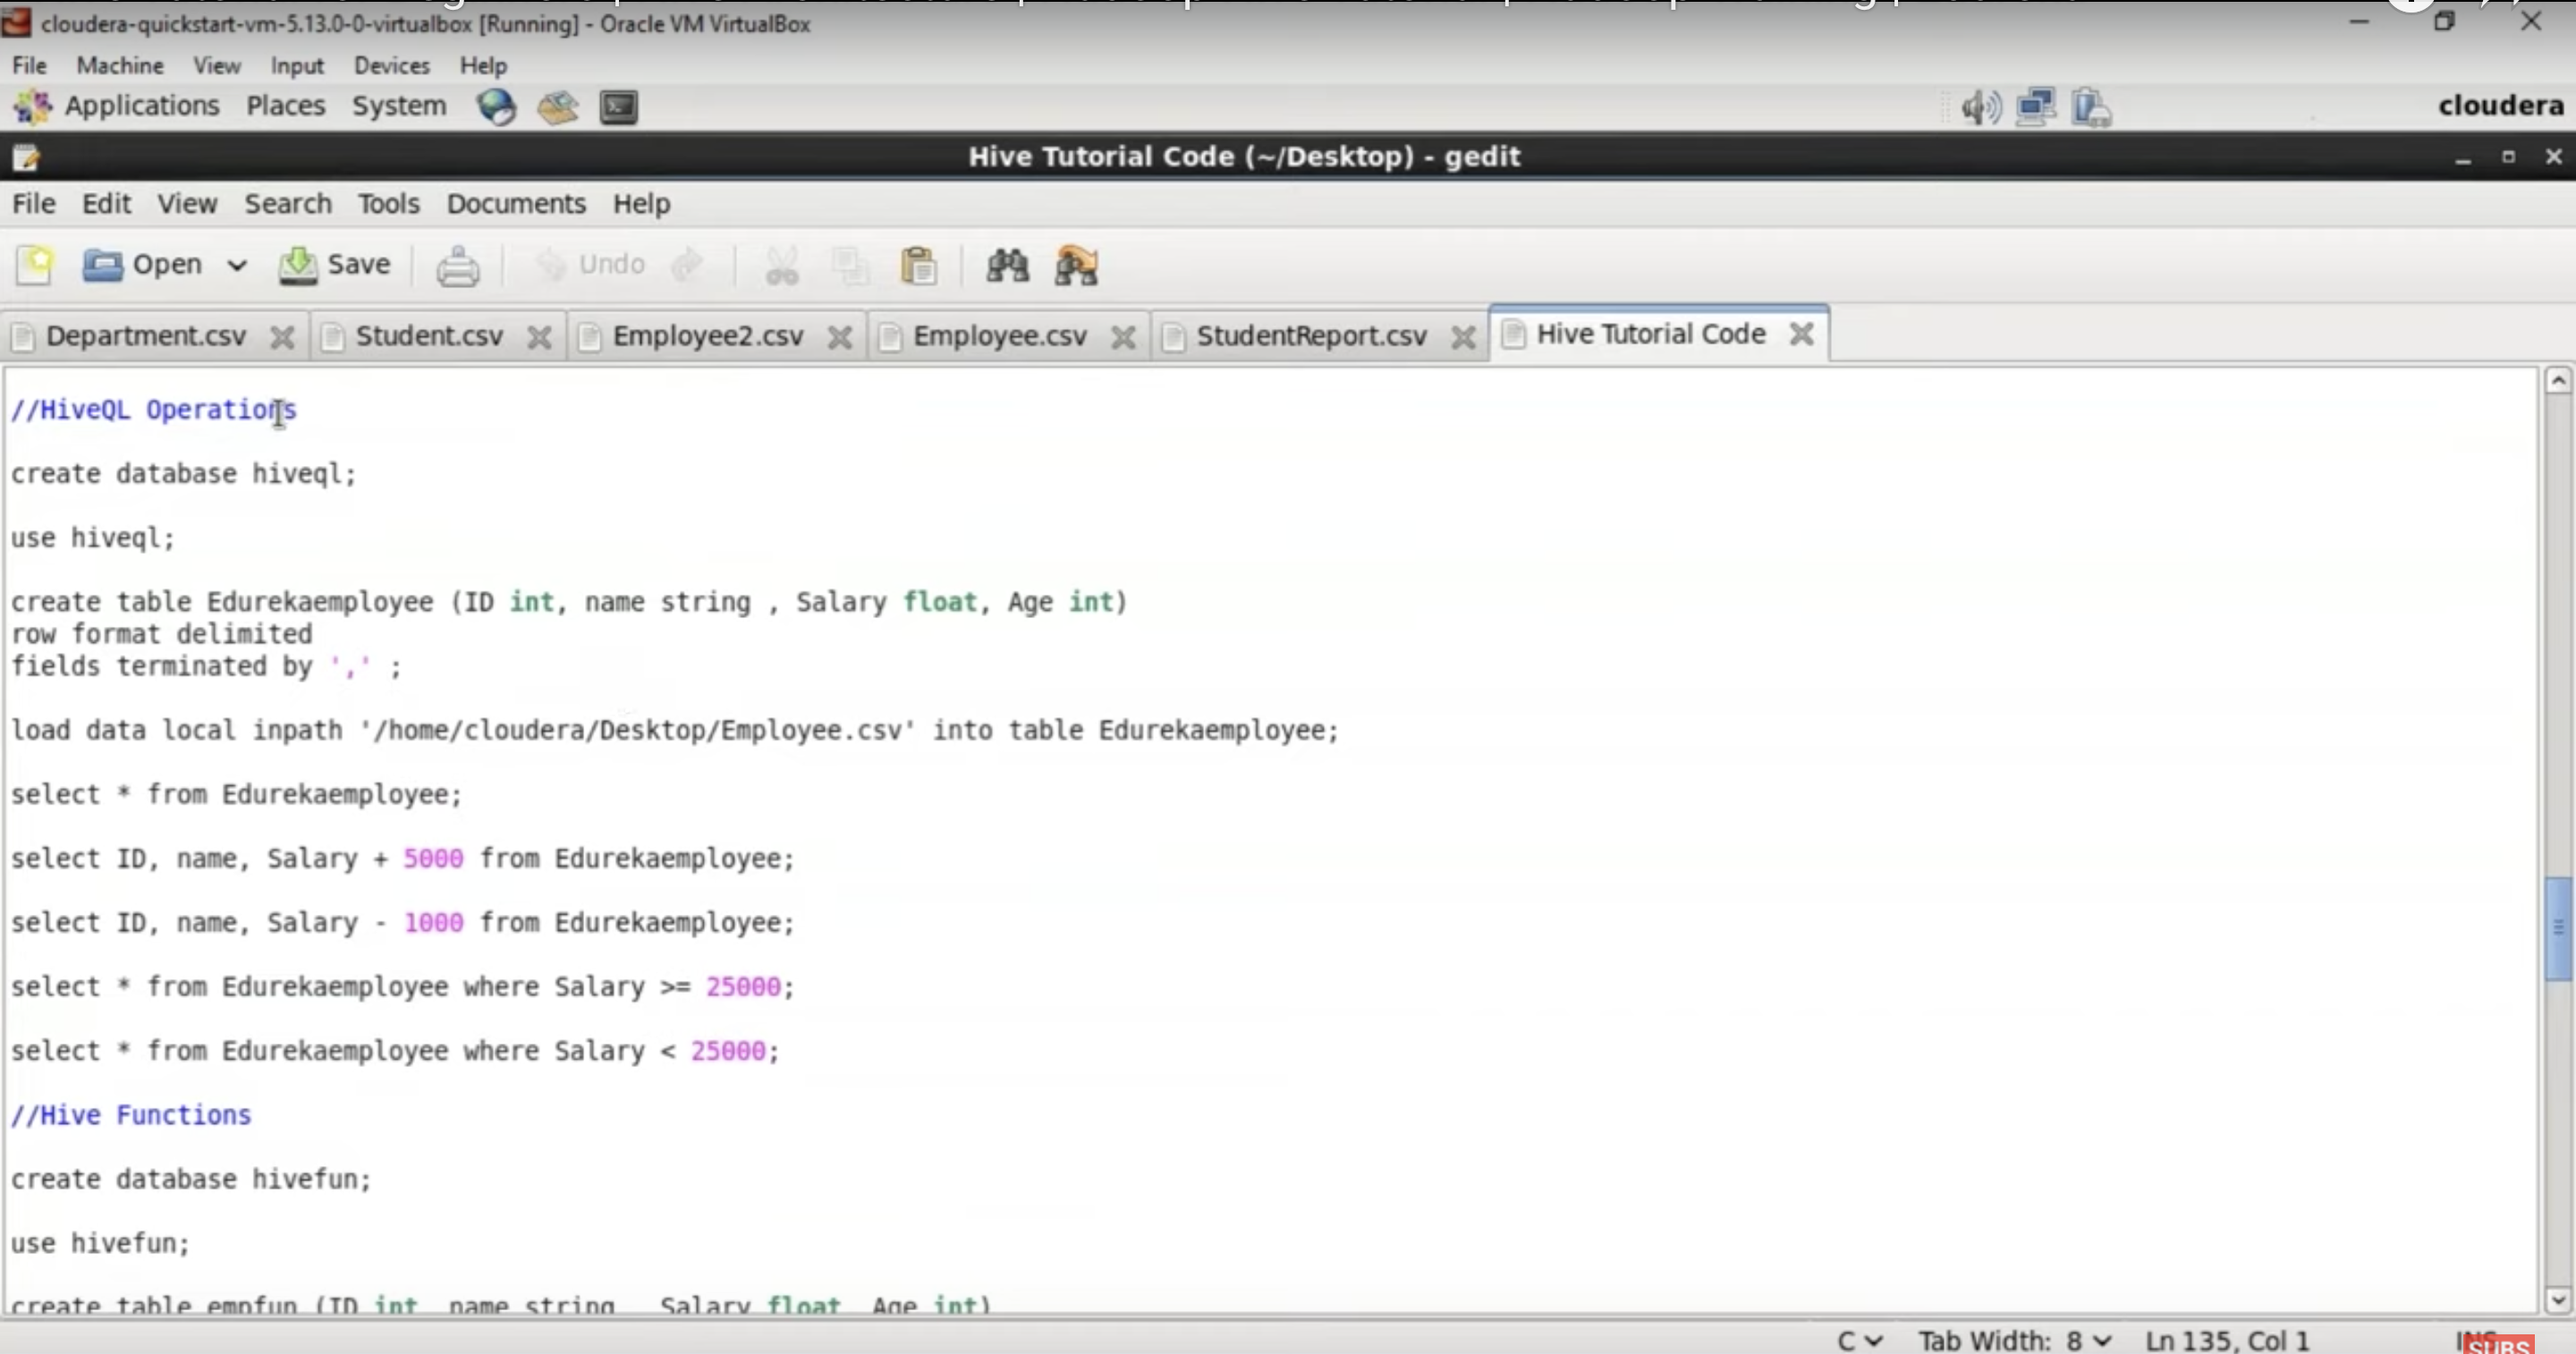 cloudera-quickstart-vm-5.13.0-0-virtualbox [Running] - Oracle VM VirtualBox
File Machine View Input Devices Help
Applications Places System cloudera
Hive Tutorial Code (~/Desktop) - gedit
File Edit View Search Tools Documents Help
Open Save Undo
Department.csv Student.csv Employee2.csv Employee.csv StudentReport.csv Hive Tutorial Code
//HiveQL Operations
create database hiveql;
use hiveql;
create table Edurekaemployee (ID int, name string , Salary float, Age int)
row format delimited
fields terminated by ',' ;
load data local inpath '/home/cloudera/Desktop/Employee.csv' into table Edurekaemployee;
select * from Edurekaemployee;
select ID, name, Salary + 5000 from Edurekaemployee;
select ID, name, Salary - 1000 from Edurekaemployee;
select * from Edurekaemployee where Salary >= 25000;
select * from Edurekaemployee where Salary < 25000;
//Hive Functions
create database hivefun;
use hivefun;
create table empfun (ID int, name string , Salary float, Age int)
C Tab Width: 8 Ln 135, Col 1 INS
SUBS